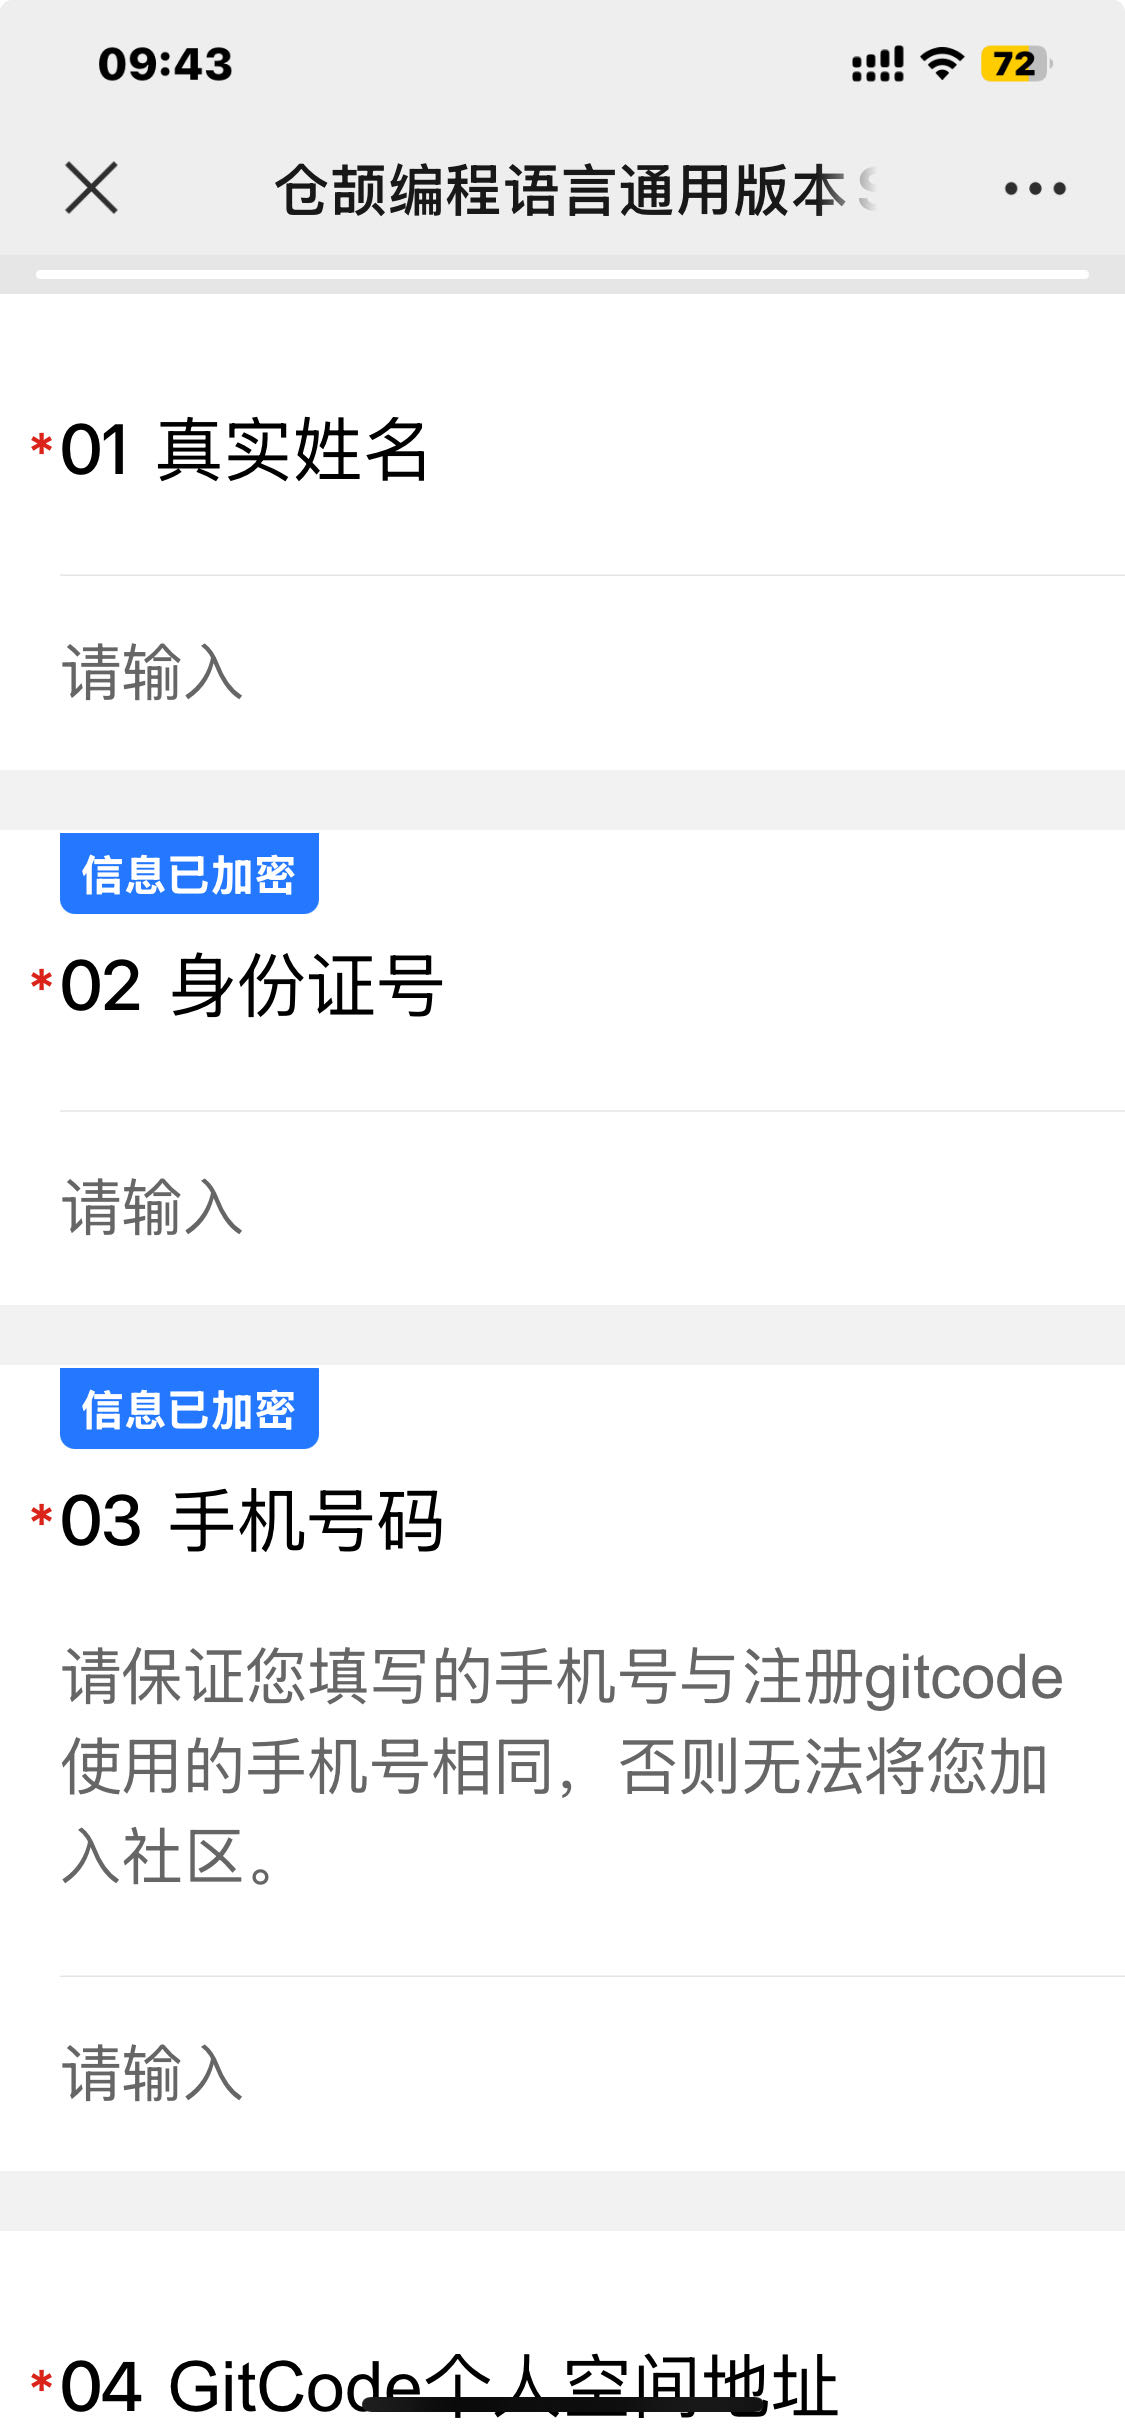 09:43
72
仓颉编程语言通用版本S
*01 真实姓名
请输入
信息已加密
*02 身份证号
请输入
信息已加密
*03 手机号码
请保证您填写的手机号与注册gitcode
使用的手机号相同，否则无法将您加
入社区。
请输入
*04 GitCode个人空间地址